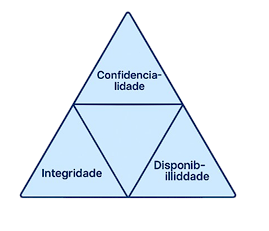 Confidencia-
lidade
Integridade
Disponib-
illiddade